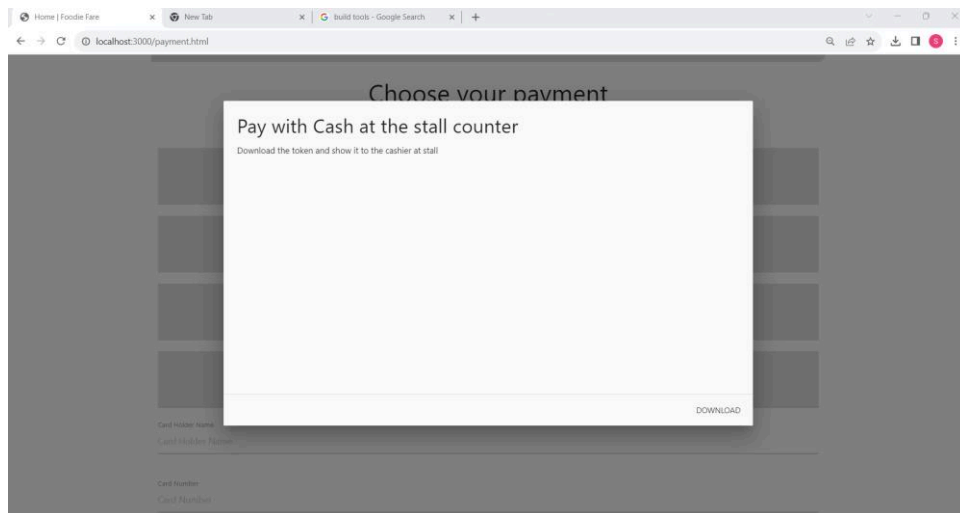 Home | Foodie Fare
New Tab
build tools - Google Search
localhost:3000/payment.html
S
Choose your payment
Pay with Cash at the stall counter
Download the token and show it to the cashier at stall
DOWNLOAD
Card Holder Name
Card Holder Name
Card Number
Card Number